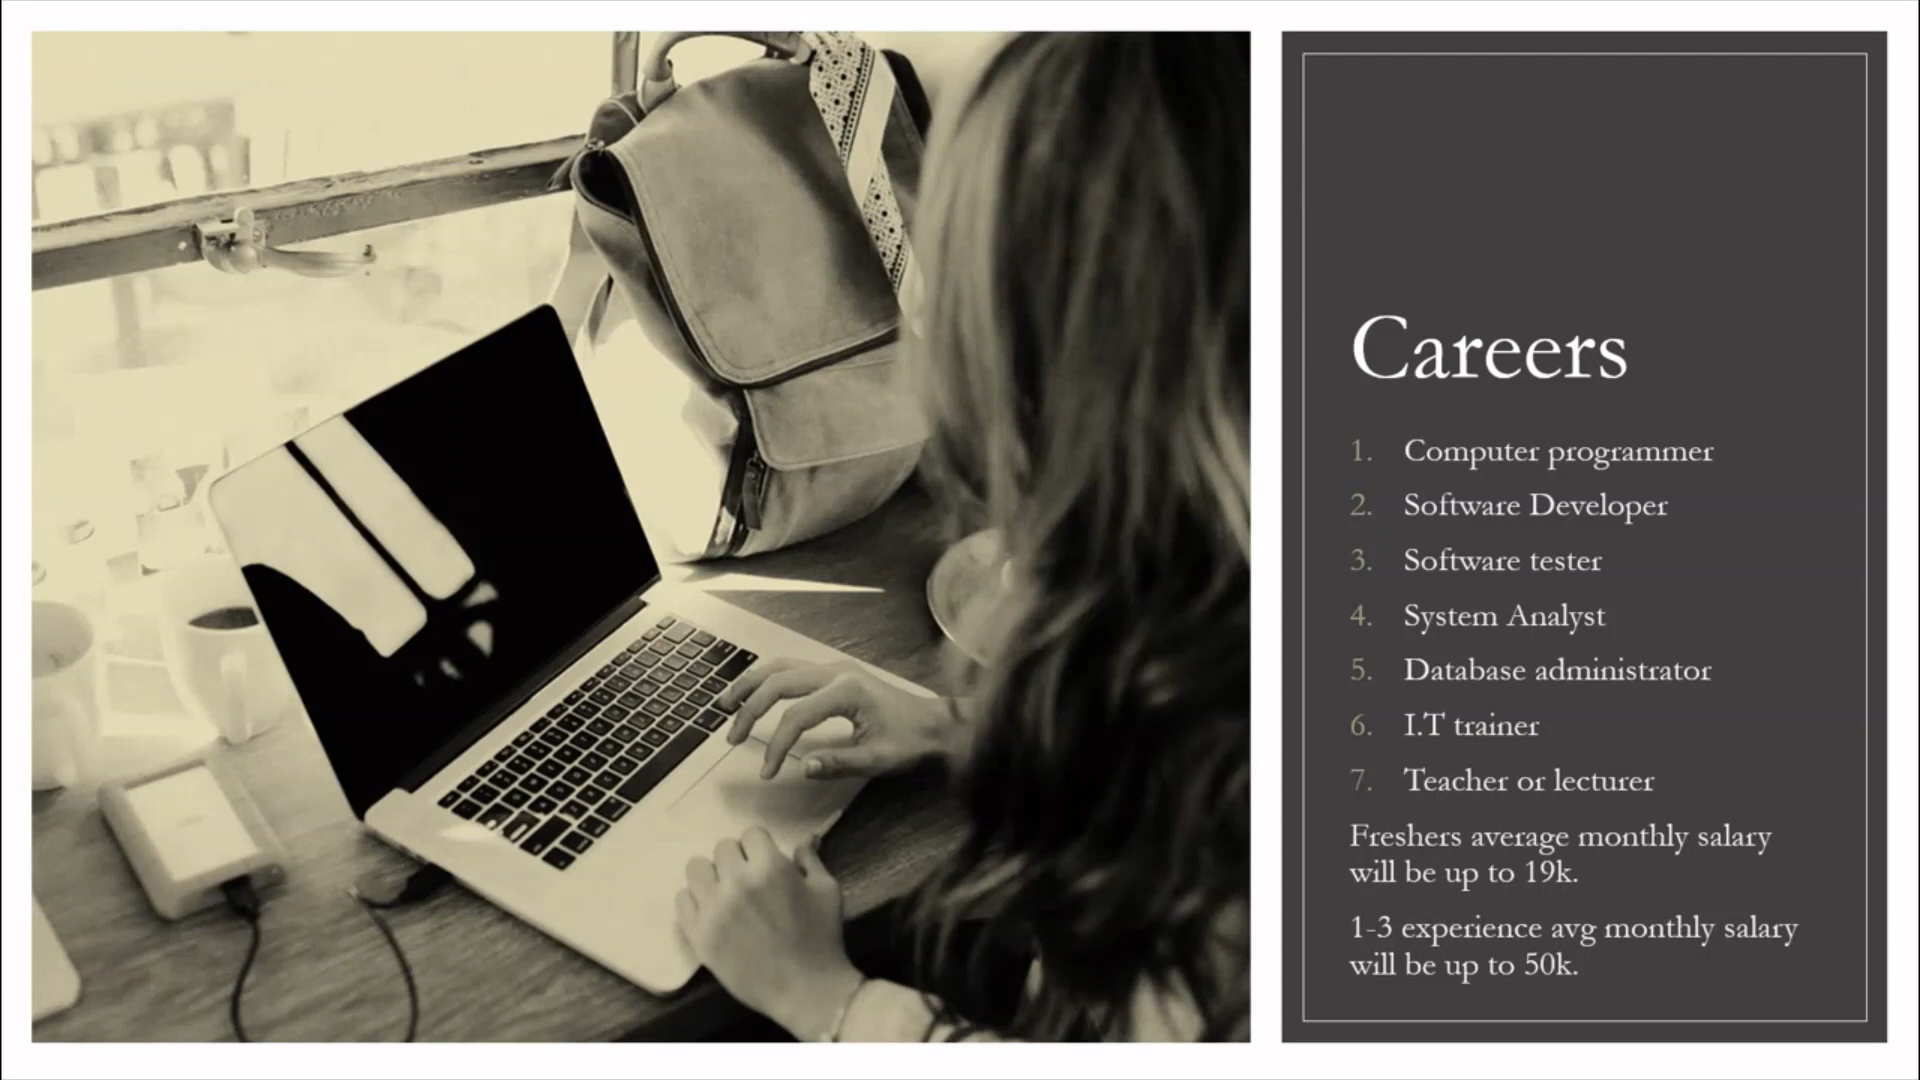 Careers
1. Computer programmer
2. Software Developer
3. Software tester
4. System Analyst
5. Database administrator
6. I.T trainer
7. Teacher or lecturer
Freshers average monthly salary
will be up to 19k.
1-3 experience avg monthly salary
will be up to 50k.